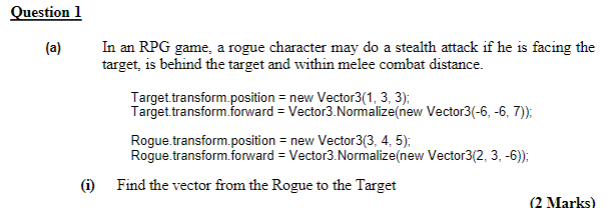 Question 1
(a) In an RPG game, a rogue character may do a stealth attack if he is facing the
target, is behind the target and within melee combat distance.
Target.transform.position = new Vector3(1, 3, 3);
Target.transform.forward = Vector3.Normalize(new Vector3(-6, -6, 7));
Rogue.transform.position = new Vector3(3, 4, 5);
Rogue.transform.forward = Vector3.Normalize(new Vector3(2, 3, -6));
(i) Find the vector from the Rogue to the Target
(2 Marks)